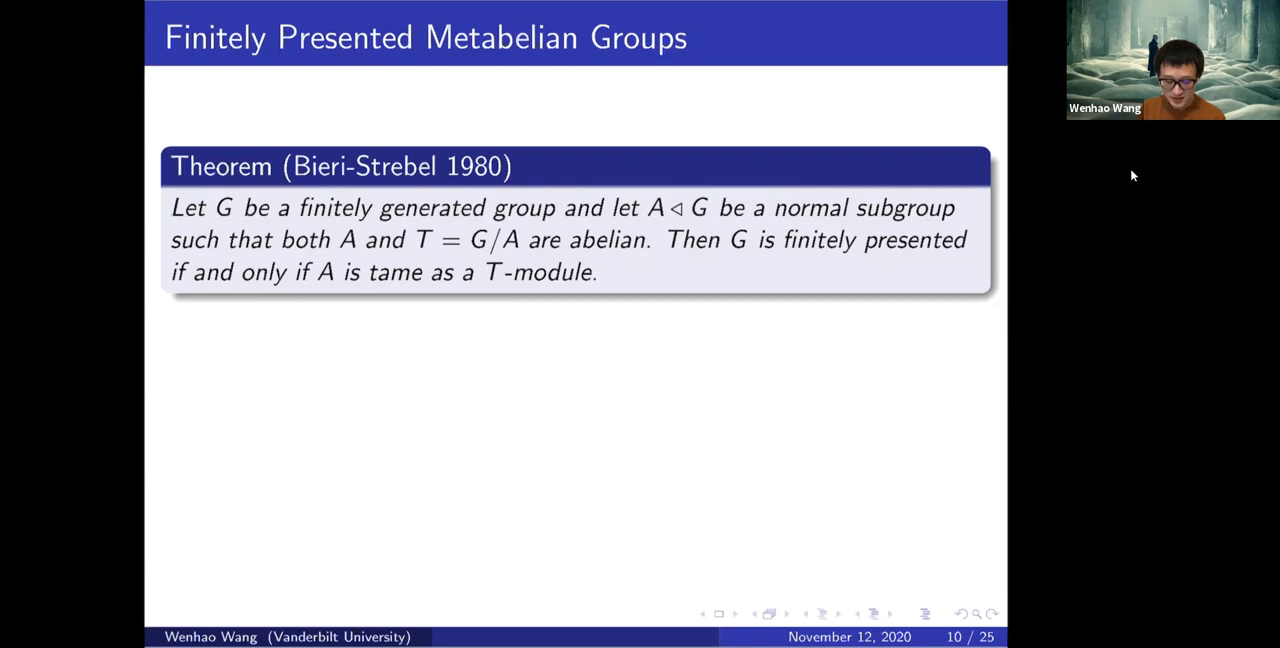 Finitely Presented Metabelian Groups
Wenhao Wang
Theorem (Bieri-Strebel 1980)
Let G be a finitely generated group and let A ◁ G be a normal subgroup
such that both A and T = G/A are abelian. Then G is finitely presented
if and only if A is tame as a T-module.
Wenhao Wang (Vanderbilt University)
November 12, 2020
10 / 25